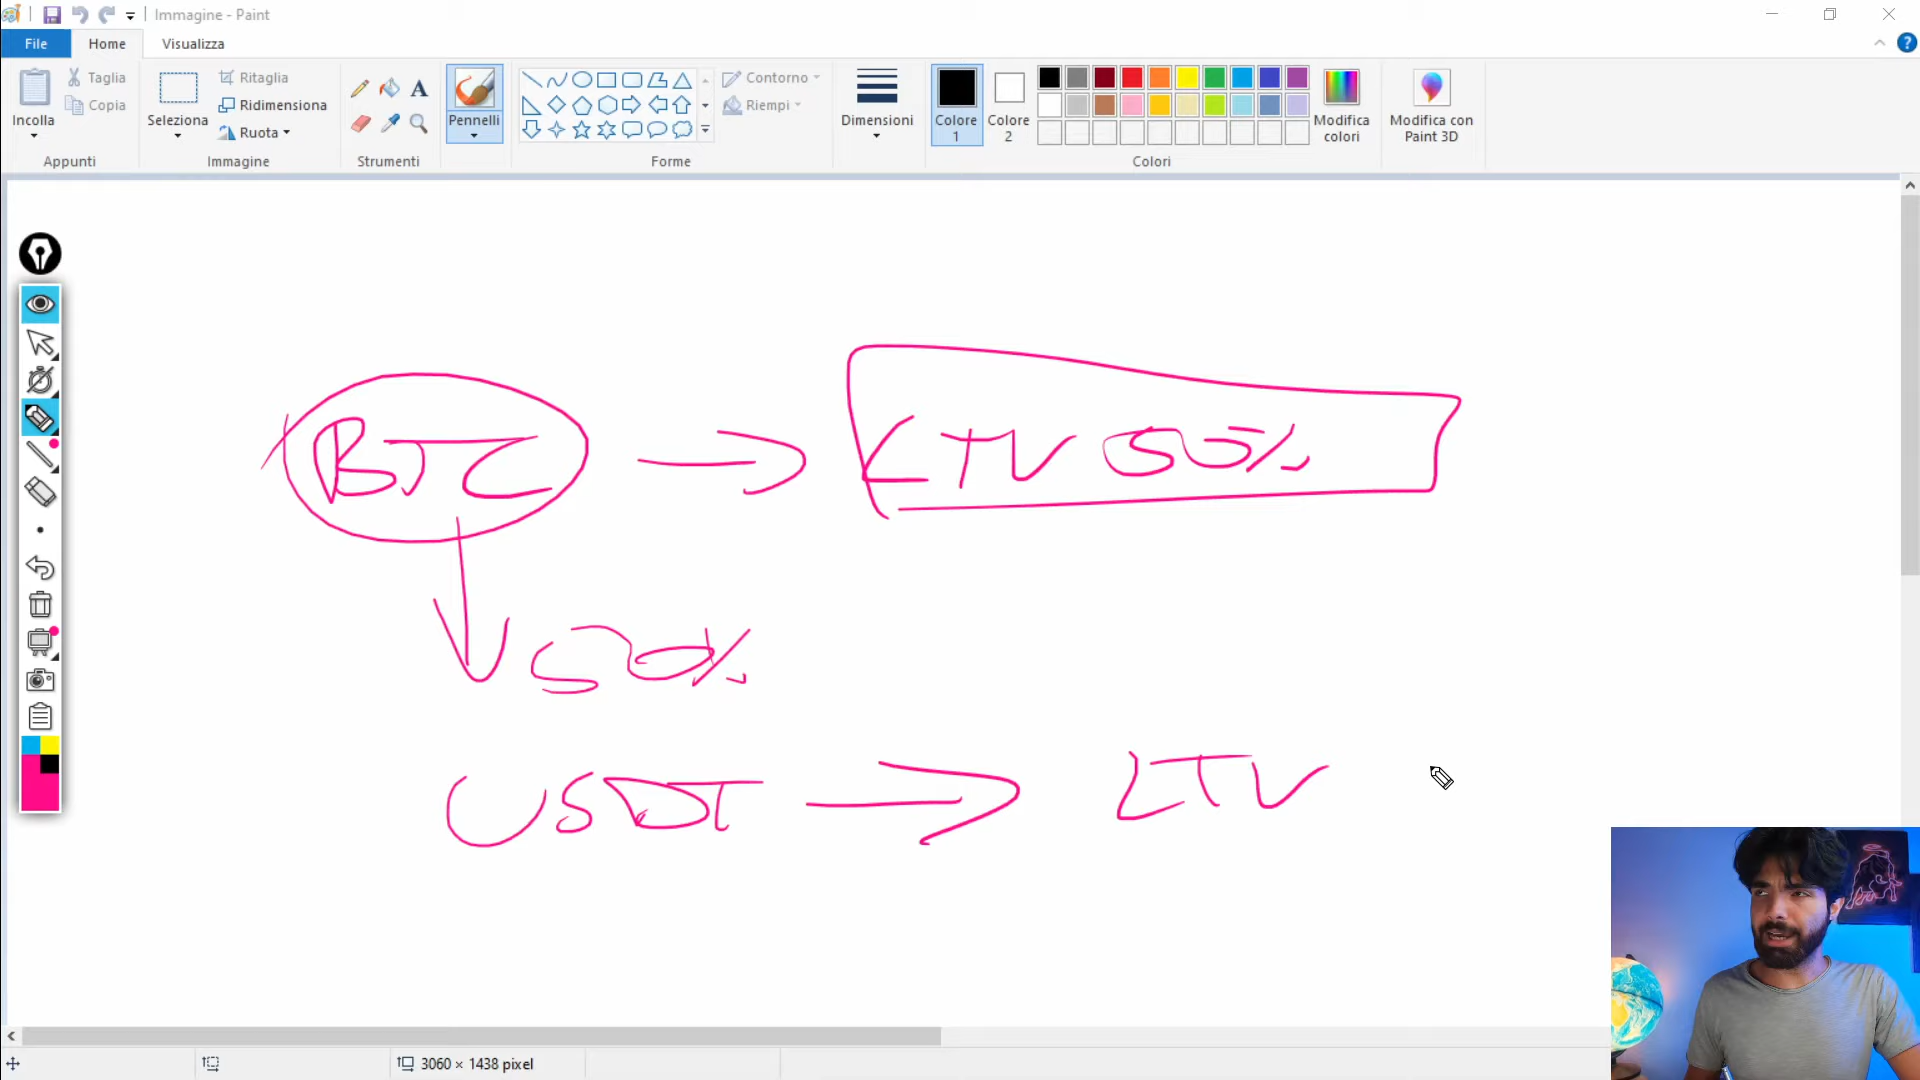 Immagine - Paint
File Home Visualizza
Incolla
Taglia
Copia
Appunti
Seleziona
Ritaglia
Ridimensiona
Ruota
Immagine
A
Strumenti
Pennelli
Contorno
Riempi
Forme
Dimensioni
Colore 1
Colore 2
Modifica colori
Colori
Modifica con Paint 3D
?
BTC → LTV 50%
50%
USDT → LTV
3060 × 1438 pixel